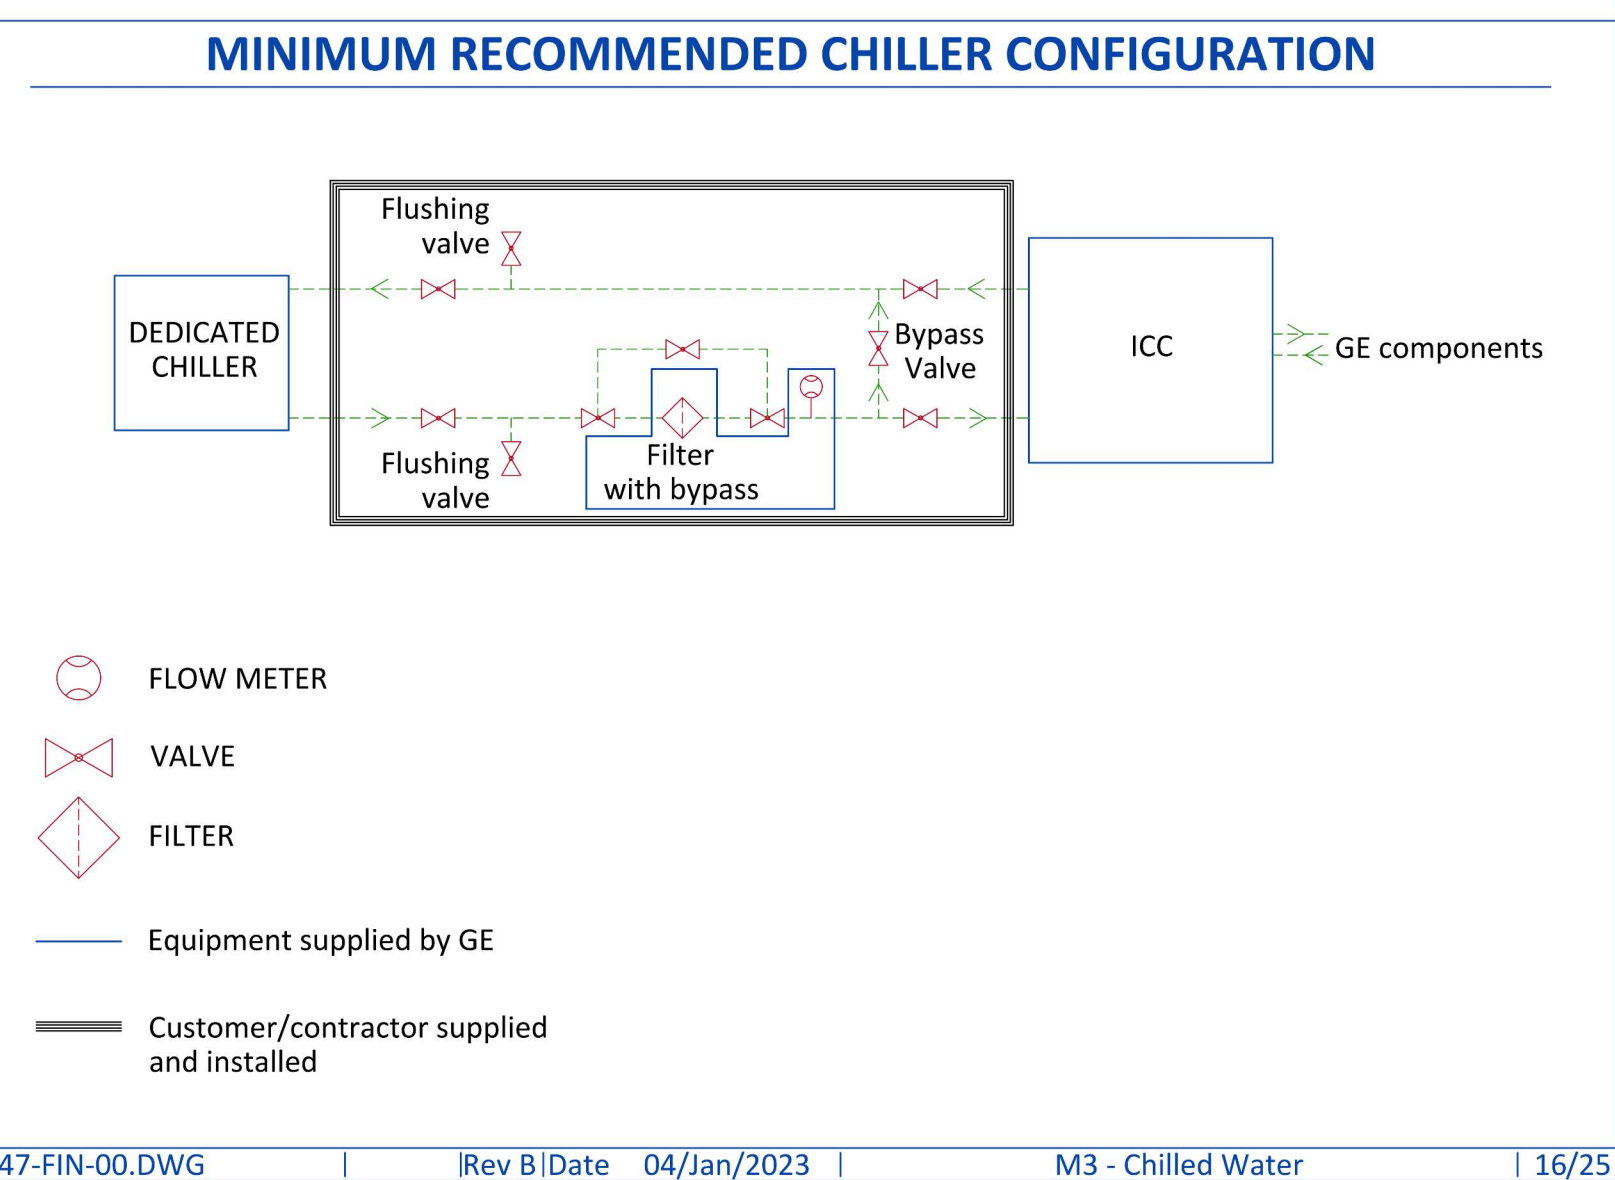 MINIMUM RECOMMENDED CHILLER CONFIGURATION
Flushing
valve
DEDICATED
CHILLER
Bypass
Valve
ICC
GE components
Flushing
valve
Filter
with bypass
FLOW METER
VALVE
FILTER
Equipment supplied by GE
Customer/contractor supplied
and installed
47-FIN-00.DWG | |Rev B|Date 04/Jan/2023 | M3 - Chilled Water | 16/25